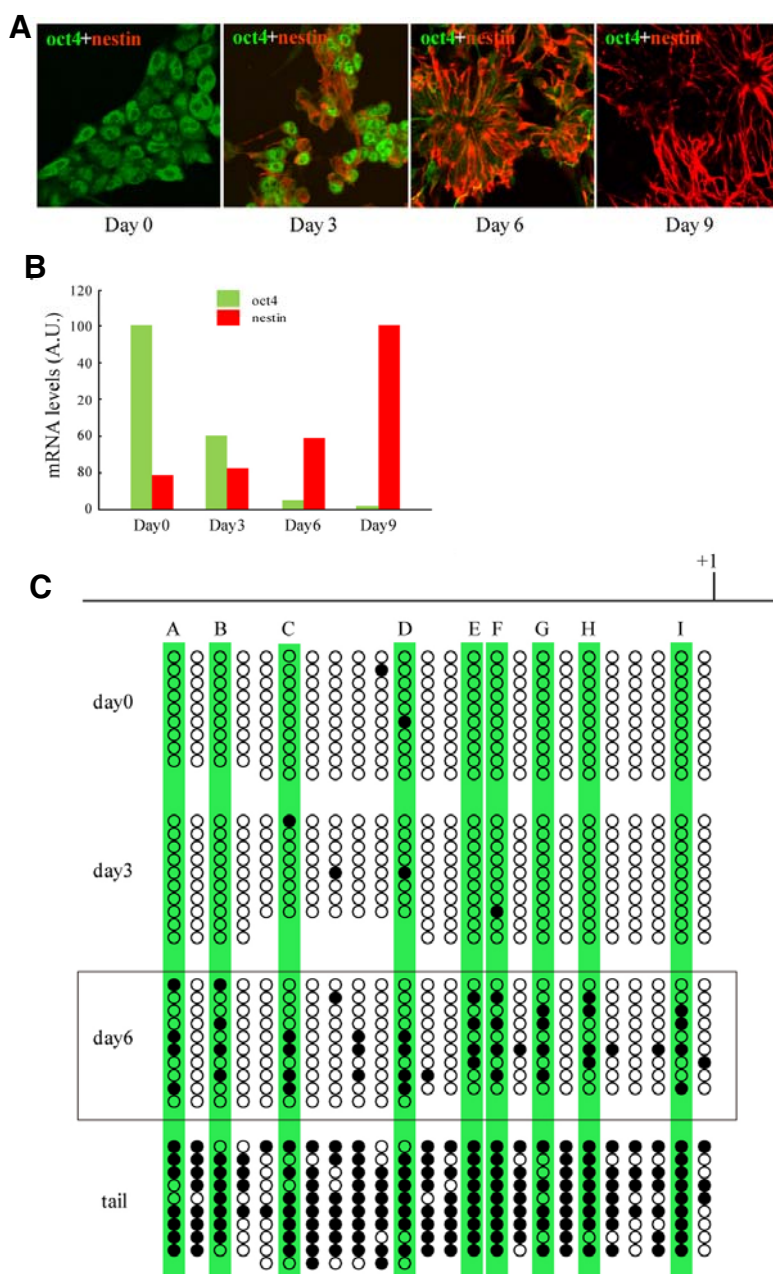 A
oct4+nestin oct4+nestin oct4+nestin oct4+nestin
Day 0 Day 3 Day 6 Day 9
B
120
100
40
20
60
80
0
mRNA levels (A.U.)
oct4
nestin
Day0 Day3 Day6 Day9
C
+1
A B C D E F G H I
day0
day3
day6
tail